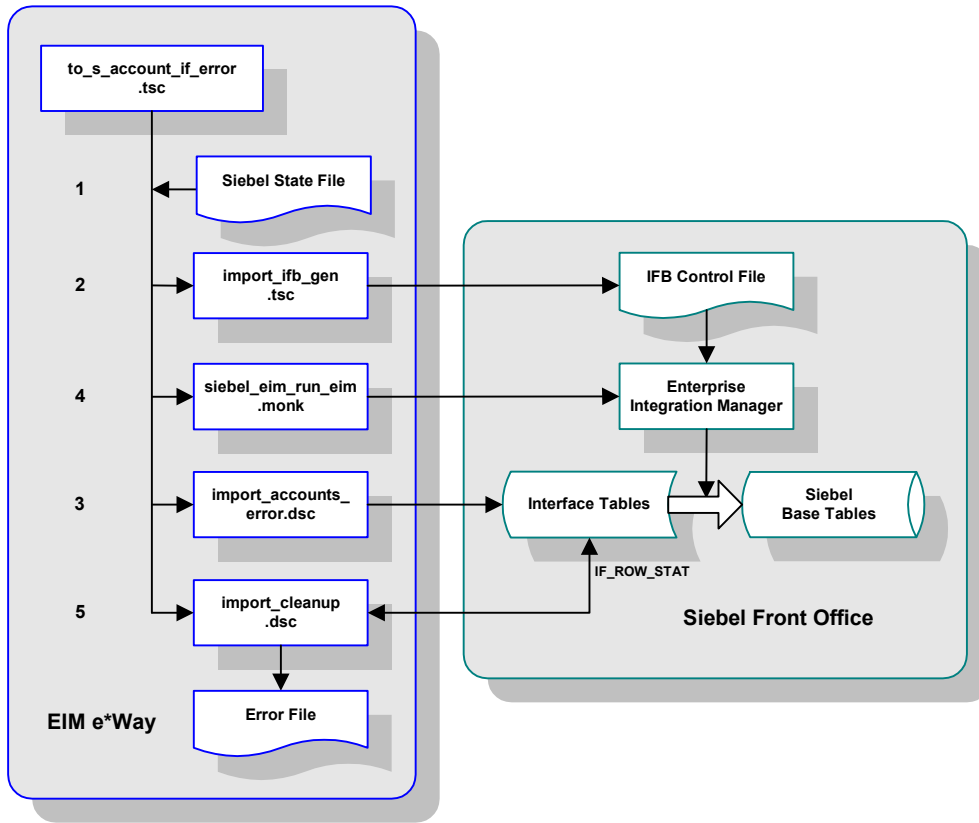 to_s_account_if_error
.tsc
1
Siebel State File
2
import_ifb_gen
.tsc
IFB Control File
4
siebel_eim_run_eim
.monk
Enterprise
Integration Manager
3
import_accounts_
error.dsc
Interface Tables
Siebel
Base Tables
IF_ROW_STAT
5
import_cleanup
.dsc
Siebel Front Office
Error File
EIM e*Way